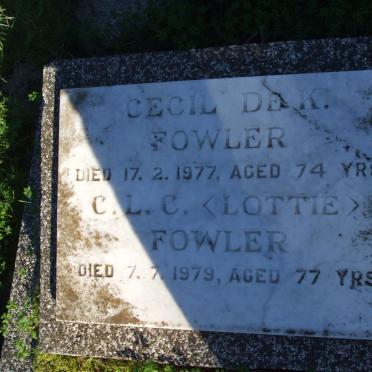 CECIL DE K.
FOWLER
DIED 17. 2. 1977, AGED 74 YRS
C. L. C. <LOTTIE>
FOWLER
DIED 7. 7. 1979, AGED 77 YRS